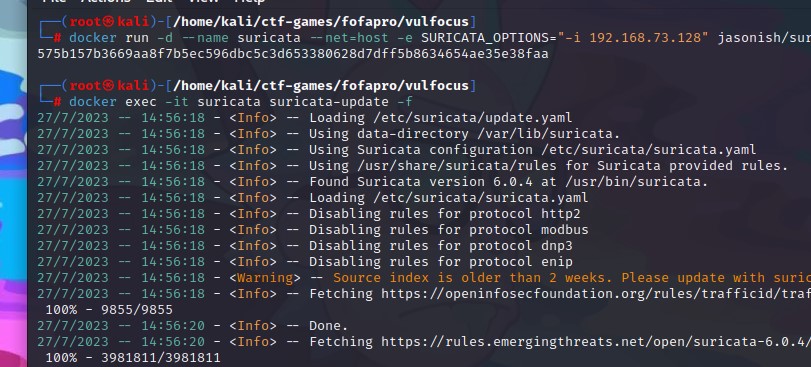 File Actions Edit View Help
(root㉿kali)-[/home/kali/ctf-games/fofapro/vulfocus]
# docker run -d --name suricata --net=host -e SURICATA_OPTIONS="-i 192.168.73.128" jasonish/sur
575b157b3669aa8f7b5ec596dbc5c3d653380628d7dff5b8634654ae35e38faa
(root㉿kali)-[/home/kali/ctf-games/fofapro/vulfocus]
# docker exec -it suricata suricata-update -f
27/7/2023 -- 14:56:18 - <Info> -- Loading /etc/suricata/update.yaml
27/7/2023 -- 14:56:18 - <Info> -- Using data-directory /var/lib/suricata.
27/7/2023 -- 14:56:18 - <Info> -- Using Suricata configuration /etc/suricata/suricata.yaml
27/7/2023 -- 14:56:18 - <Info> -- Using /usr/share/suricata/rules for Suricata provided rules.
27/7/2023 -- 14:56:18 - <Info> -- Found Suricata version 6.0.4 at /usr/bin/suricata.
27/7/2023 -- 14:56:18 - <Info> -- Loading /etc/suricata/suricata.yaml
27/7/2023 -- 14:56:18 - <Info> -- Disabling rules for protocol http2
27/7/2023 -- 14:56:18 - <Info> -- Disabling rules for protocol modbus
27/7/2023 -- 14:56:18 - <Info> -- Disabling rules for protocol dnp3
27/7/2023 -- 14:56:18 - <Info> -- Disabling rules for protocol enip
27/7/2023 -- 14:56:18 - <Warning> -- Source index is older than 2 weeks. Please update with suric
27/7/2023 -- 14:56:18 - <Info> -- Fetching https://openinfosecfoundation.org/rules/trafficid/traf
100% - 9855/9855
27/7/2023 -- 14:56:20 - <Info> -- Done.
27/7/2023 -- 14:56:20 - <Info> -- Fetching https://rules.emergingthreats.net/open/suricata-6.0.4/
100% - 3981811/3981811